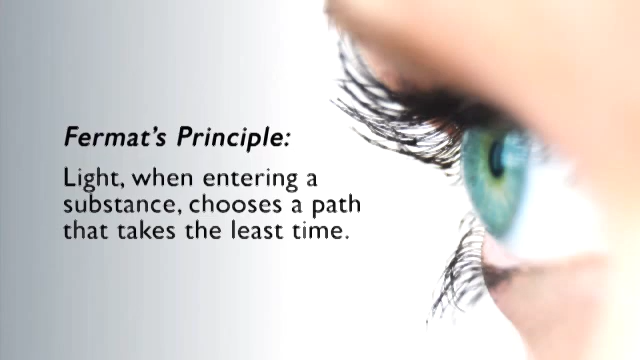 Fermat's Principle:
Light, when entering a
substance, chooses a path
that takes the least time.